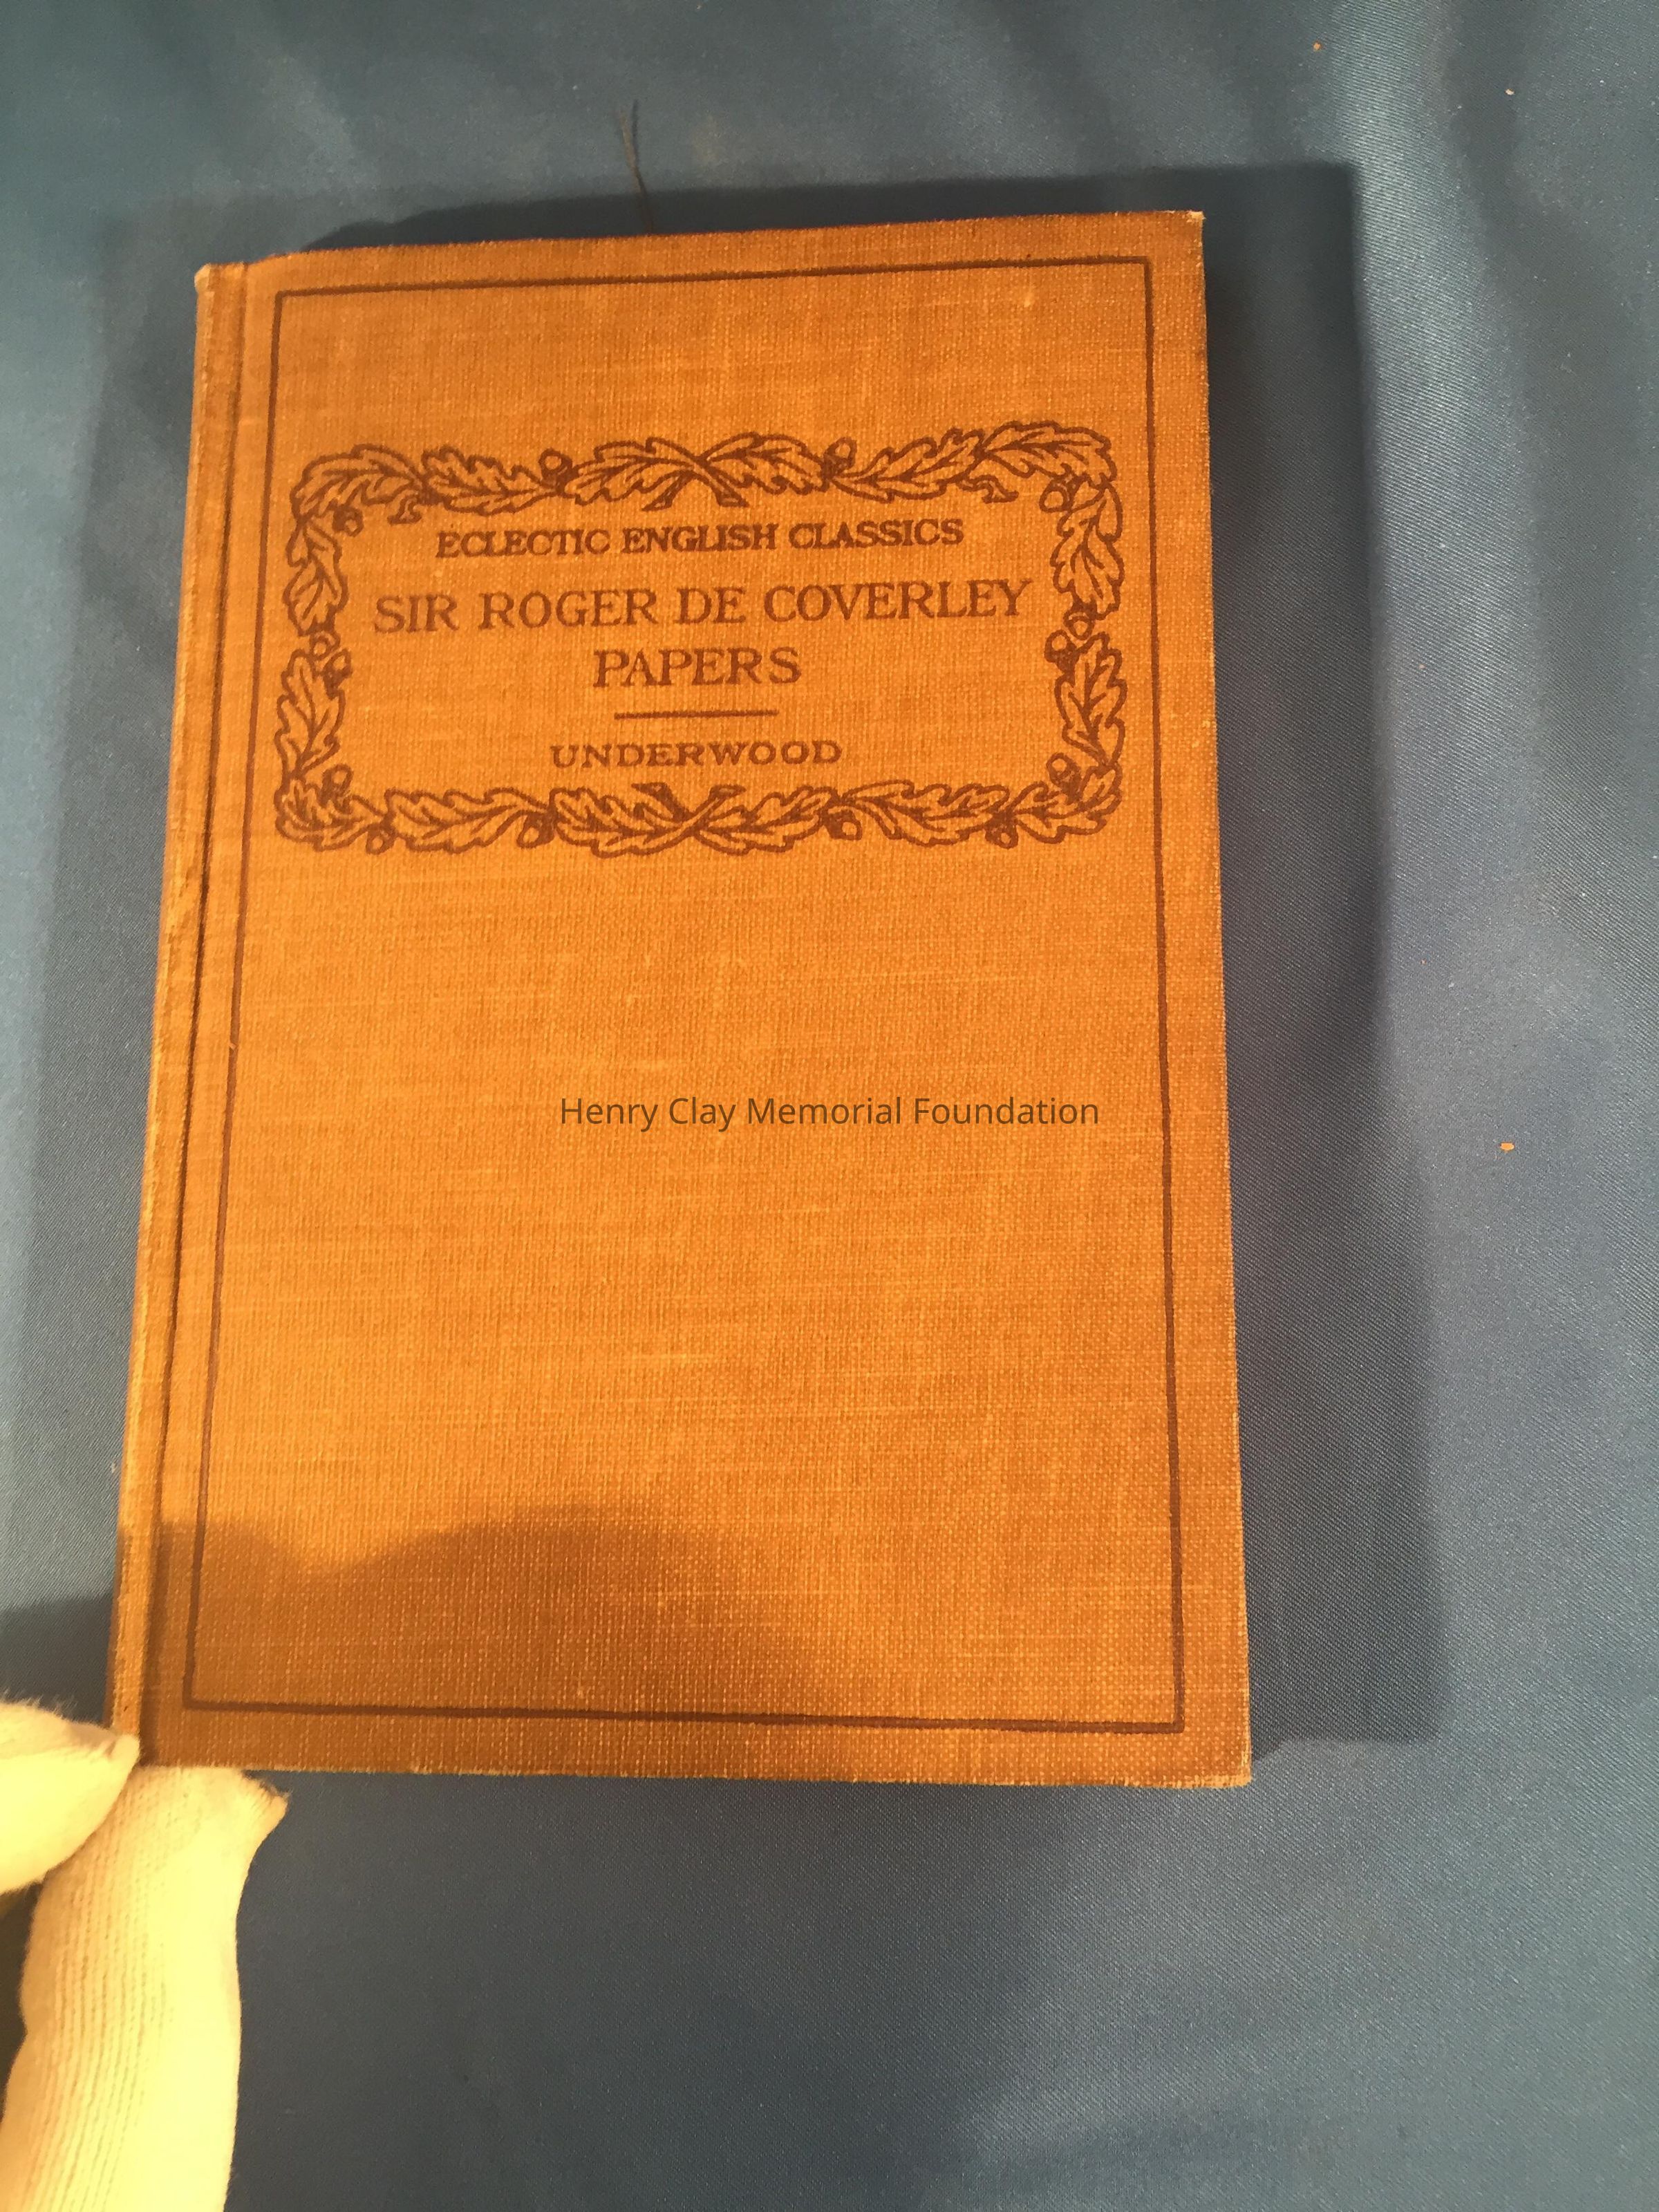 ECLECTIC ENGLISH CLASSICS
SIR ROGER DE COVERLEY
PAPERS
UNDERWOOD
Henry Clay Memorial Foundation